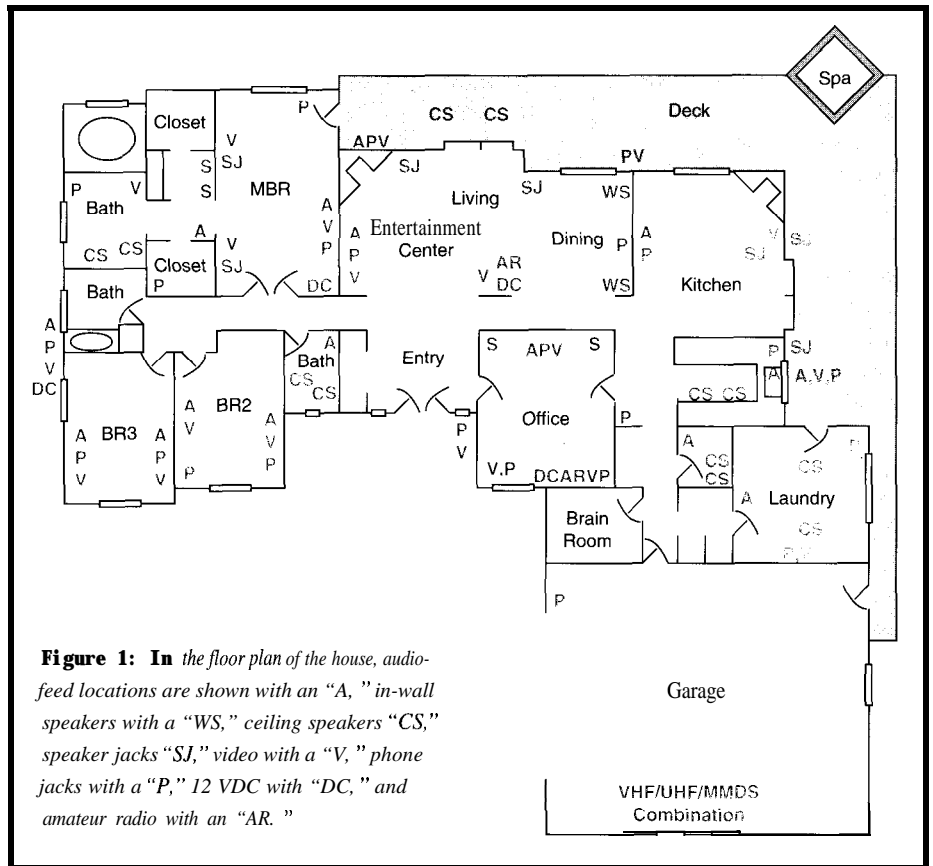 Spa
Closet
P
CS CS
Deck
V
APV
S SJ
SJ
PV
P V
S
MBR
Living
SJ
WS
Bath
A
V
P
A
P
V
Entertainment
Center
Dining
P
A
P
V
SJ
SJ
A
V
CS CS
Closet
SJ
AR
V
DC
P
DC
WS
Kitchen
Bath
A
P
V
DC
A
Bath
CS
CS
Entry
S
APV
S
P SJ
A
A,V,P
CS CS
BR2
A
V
P
A
V
P
BR3
A
P
V
A
P
V
Office
P
P
V
A
CS
CS
P
CS
V,P
DCARVP
A
Laundry
Brain
Room
CS
P
Garage
Figure 1: In the floor plan of the house, audio-
feed locations are shown with an “A, ” in-wall
speakers with a “WS,” ceiling speakers “CS,”
speaker jacks “SJ,” video with a “V, ” phone
jacks with a “P,” 12 VDC with “DC, ” and
amateur radio with an “AR. ”
VHF/UHF/MMDS
Combination